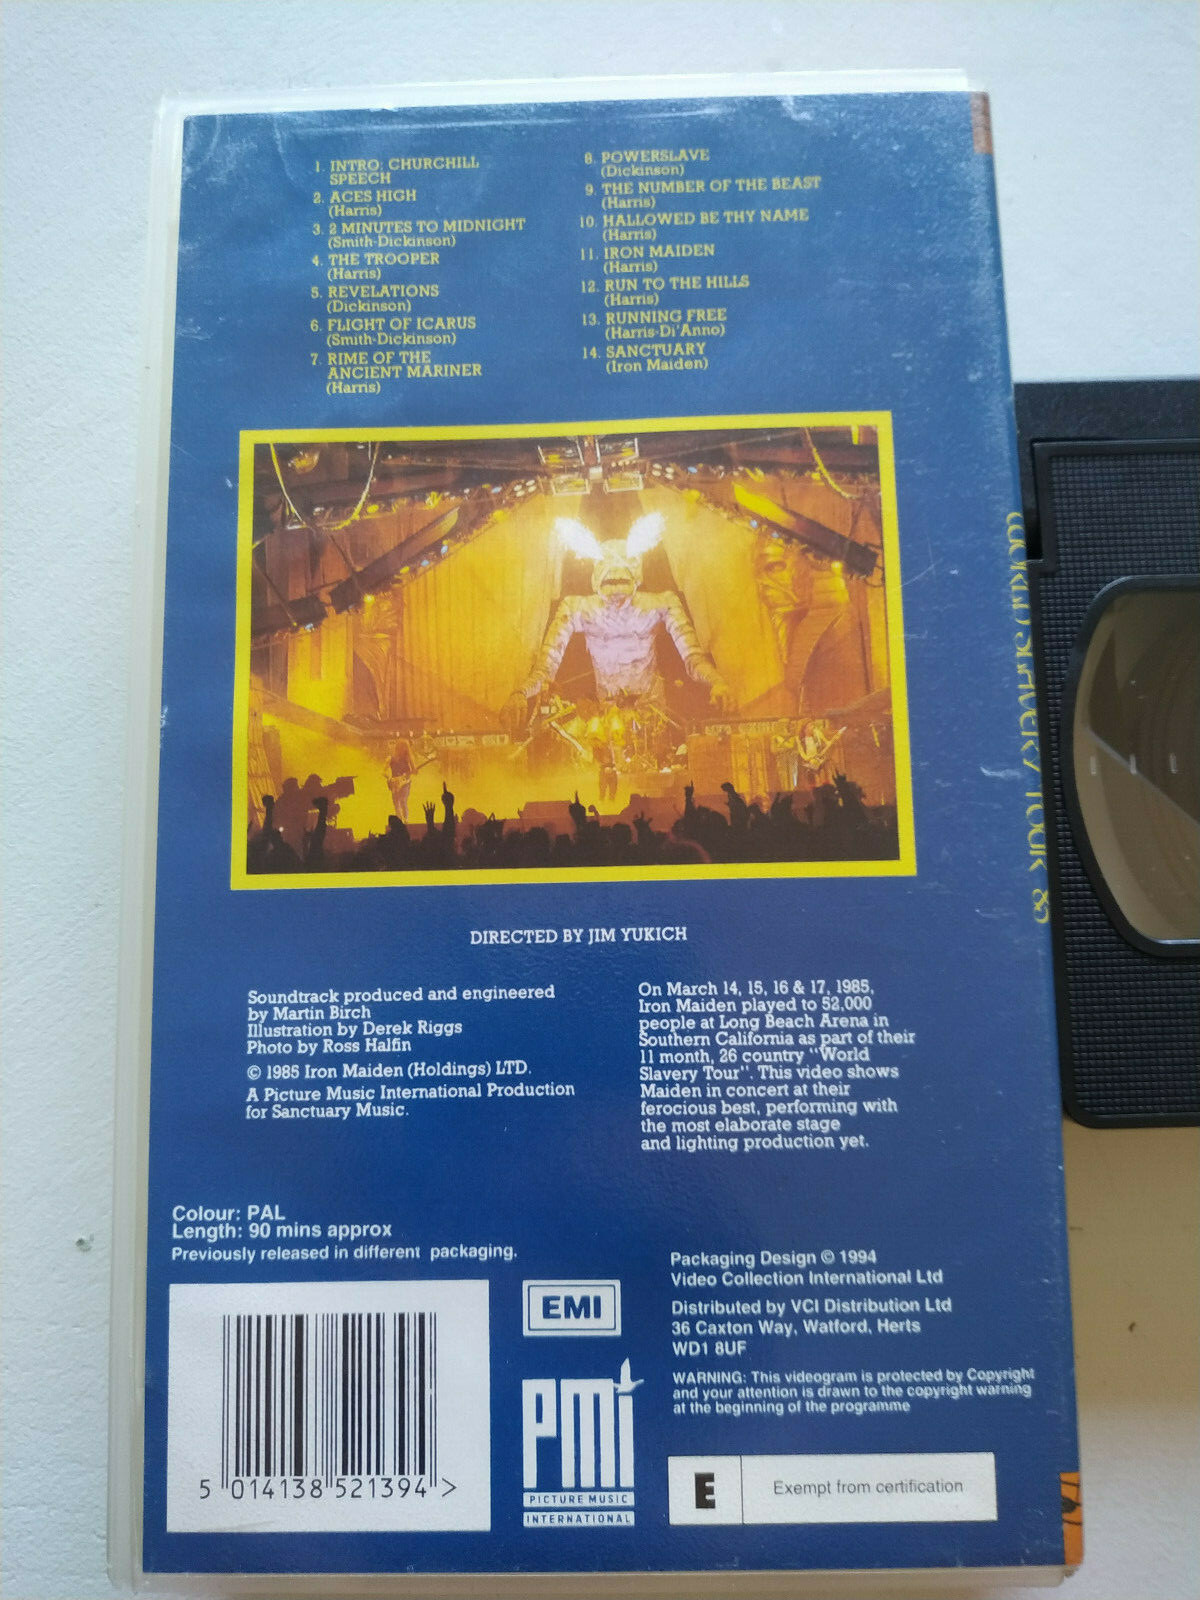 1. INTRO: CHURCHILL
SPEECH
2. ACES HIGH
(Harris)
3. 2 MINUTES TO MIDNIGHT
(Smith-Dickinson)
4. THE TROOPER
(Harris)
5. REVELATIONS
(Dickinson)
6. FLIGHT OF ICARUS
(Smith-Dickinson)
7. RIME OF THE
ANCIENT MARINER
(Harris)
8. POWERSLAVE
(Dickinson)
9. THE NUMBER OF THE BEAST
(Harris)
10. HALLOWED BE THY NAME
(Harris)
11. IRON MAIDEN
(Harris)
12. RUN TO THE HILLS
(Harris)
13. RUNNING FREE
(Harris-Di'Anno)
14. SANCTUARY
(Iron Maiden)
DIRECTED BY JIM YUKICH
Soundtrack produced and engineered
by Martin Birch
Illustration by Derek Riggs
Photo by Ross Halfin
© 1985 Iron Maiden (Holdings) LTD.
A Picture Music International Production
for Sanctuary Music.
On March 14, 15, 16 & 17, 1985,
Iron Maiden played to 52,000
people at Long Beach Arena in
Southern California as part of their
11 month, 26 country "World
Slavery Tour". This video shows
Maiden in concert at their
ferocious best, performing with
the most elaborate stage
and lighting production yet.
Colour: PAL
Length: 90 mins approx
Previously released in different packaging.
5 014138 521394 >
EMI
PMI
PICTURE MUSIC
INTERNATIONAL
Packaging Design © 1994
Video Collection International Ltd
Distributed by VCI Distribution Ltd
36 Caxton Way, Watford, Herts
WD1 8UF
WARNING: This videogram is protected by Copyright
and your attention is drawn to the copyright warning
at the beginning of the programme
E
Exempt from certification
WORLD SLAVERY TOUR